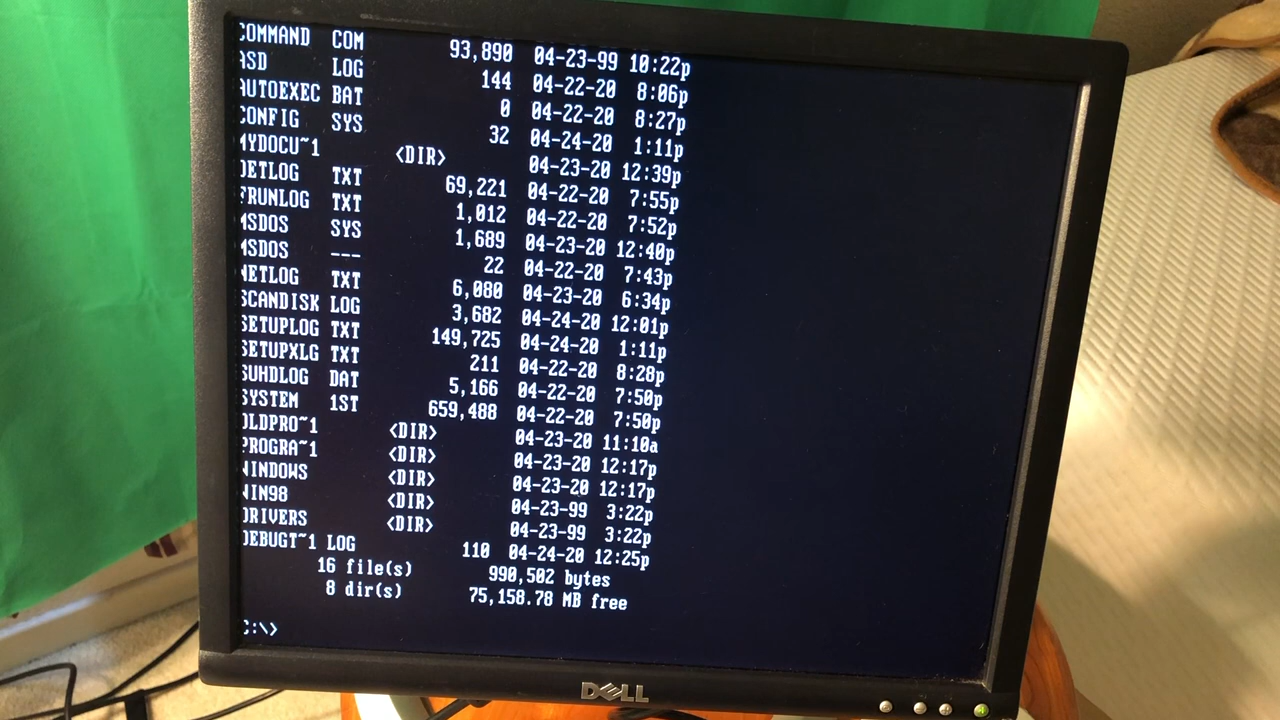 COMMAND COM 93,890 04-23-99 10:22p
ASD LOG 144 04-22-20 8:06p
AUTOEXEC BAT 0 04-22-20 8:27p
CONFIG SYS 32 04-24-20 1:11p
MYDOCU~1 <DIR> 04-23-20 12:39p
DETLOG TXT 69,221 04-22-20 7:55p
FRUNLOG TXT 1,012 04-22-20 7:52p
MSDOS SYS 1,689 04-23-20 12:40p
MSDOS --- 22 04-22-20 7:43p
NETLOG TXT 6,080 04-23-20 6:34p
SCANDISK LOG 3,682 04-24-20 12:01p
SETUPLOG TXT 149,725 04-24-20 1:11p
SETUPXLG TXT 211 04-22-20 8:28p
SUHDLOG DAT 5,166 04-22-20 7:50p
SYSTEM 1ST 659,488 04-22-20 7:50p
OLDPRO~1 <DIR> 04-23-20 11:10a
PROGRA~1 <DIR> 04-23-20 12:17p
WINDOWS <DIR> 04-23-20 12:17p
WIN98 <DIR> 04-23-99 3:22p
DRIVERS <DIR> 04-23-99 3:22p
DEBUGT~1 LOG 110 04-24-20 12:25p
16 file(s) 990,502 bytes
8 dir(s) 75,158.78 MB free
C:\>
DELL